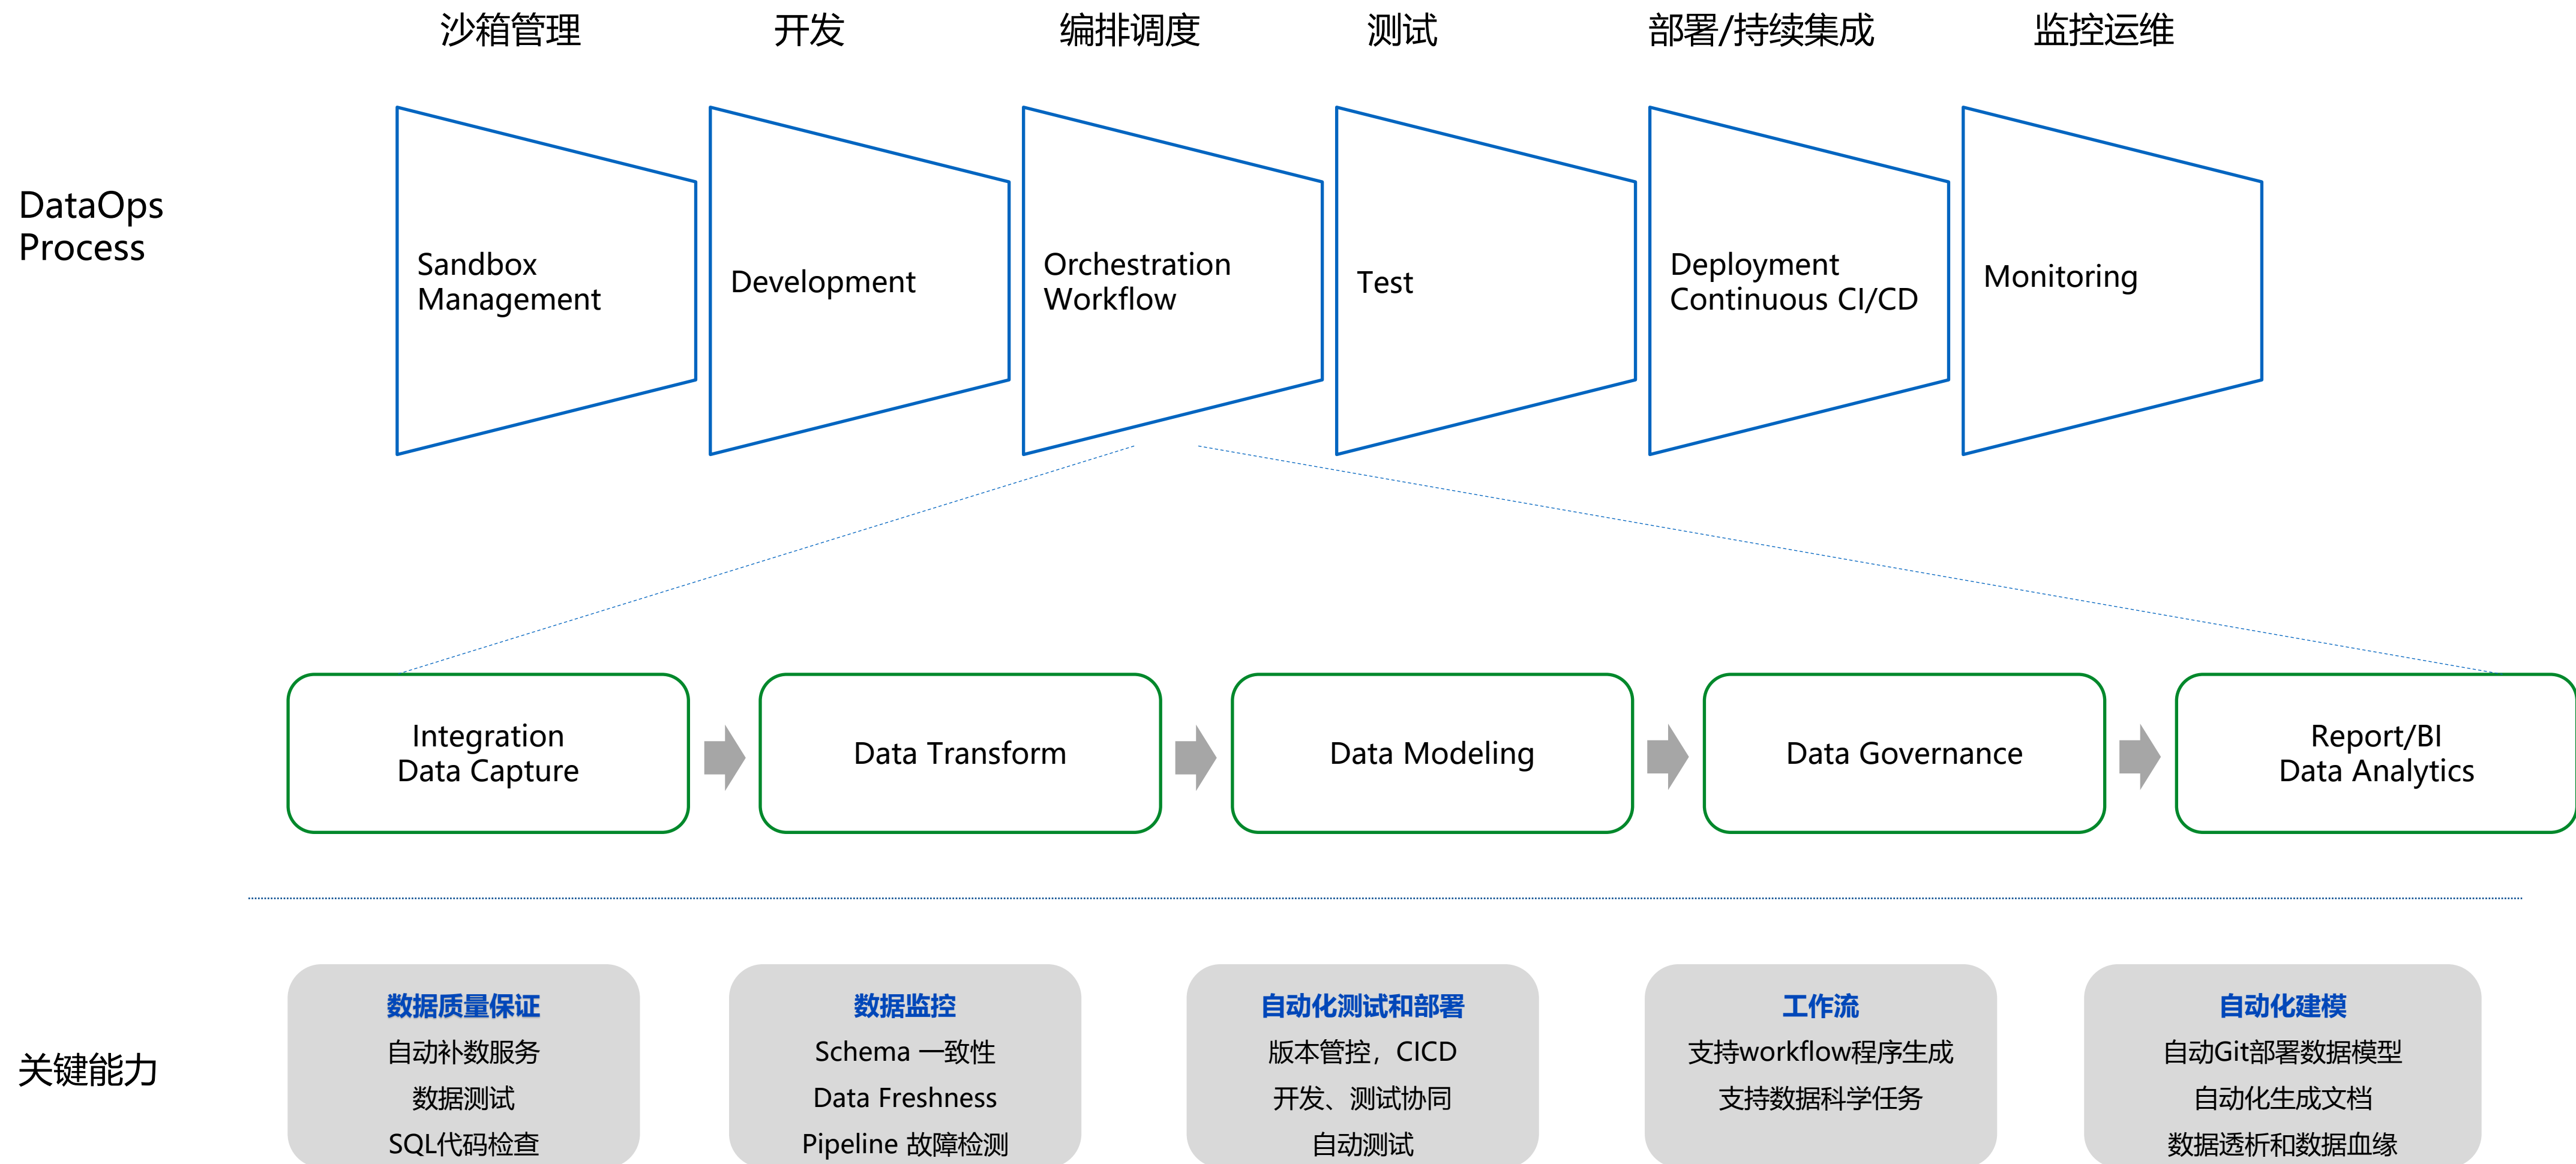 沙箱管理
开发
编排调度
测试
部署/持续集成
监控运维
DataOps
Process
Sandbox
Management
Development
Orchestration
Workflow
Test
Deployment
Continuous CI/CD
Monitoring
Integration
Data Capture
Data Transform
Data Modeling
Data Governance
Report/BI
Data Analytics
关键能力
数据质量保证
自动补数服务
数据测试
SQL代码检查
数据监控
Schema 一致性
Data Freshness
Pipeline 故障检测
自动化测试和部署
版本管控，CICD
开发、测试协同
自动测试
工作流
支持workflow程序生成
支持数据科学任务
自动化建模
自动Git部署数据模型
自动化生成文档
数据透析和数据血缘